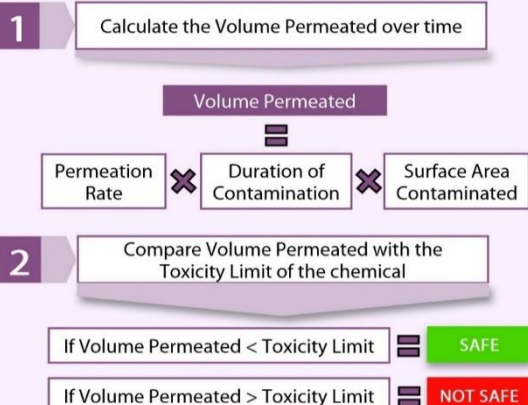 1
Calculate the Volume Permeated over time
Volume Permeated
=
Permeation
Rate
×
Duration of
Contamination
×
Surface Area
Contaminated
2
Compare Volume Permeated with the
Toxicity Limit of the chemical
If Volume Permeated < Toxicity Limit = SAFE
If Volume Permeated > Toxicity Limit = NOT SAFE